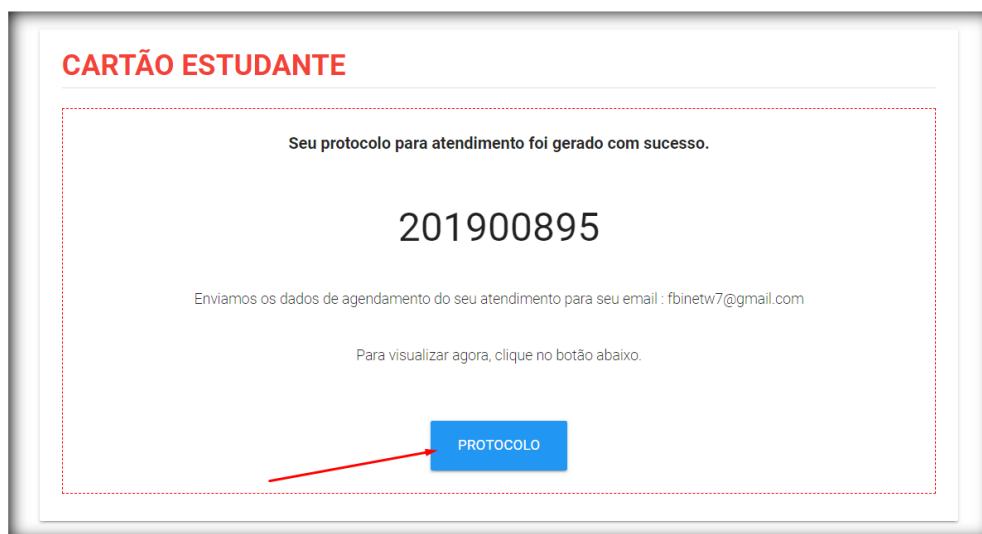 CARTÃO ESTUDANTE
Seu protocolo para atendimento foi gerado com sucesso.
201900895
Enviamos os dados de agendamento do seu atendimento para seu email : fbinetw7@gmail.com
Para visualizar agora, clique no botão abaixo.
PROTOCOLO